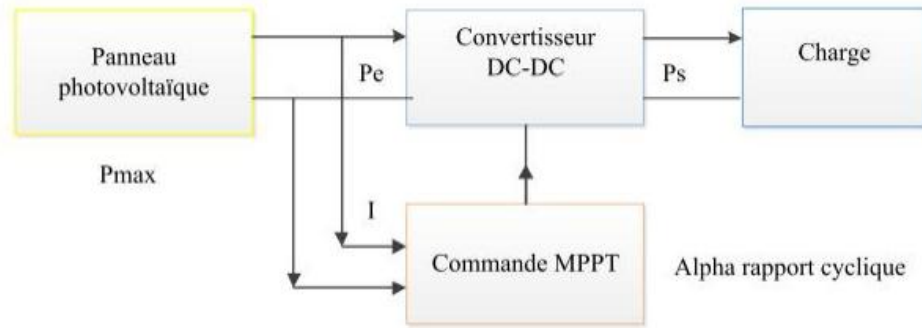 Panneau
photovoltaïque
Convertisseur
DC-DC
Charge
Pe
Ps
Pmax
I
Commande MPPT
Alpha rapport cyclique